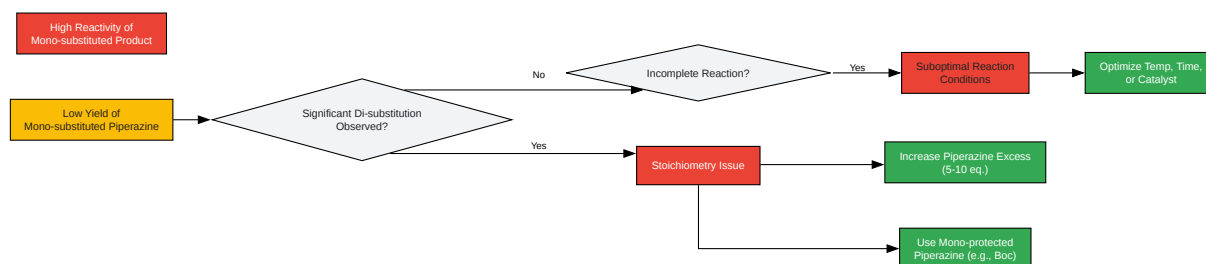 High Reactivity of
Mono-substituted Product
Low Yield of
Mono-substituted Piperazine
Significant Di-substitution
Observed?
No
Incomplete Reaction?
Yes
Suboptimal Reaction
Conditions
Optimize Temp, Time,
or Catalyst
Yes
Stoichiometry Issue
Increase Piperazine Excess
(5-10 eq.)
Use Mono-protected
Piperazine (e.g., Boc)